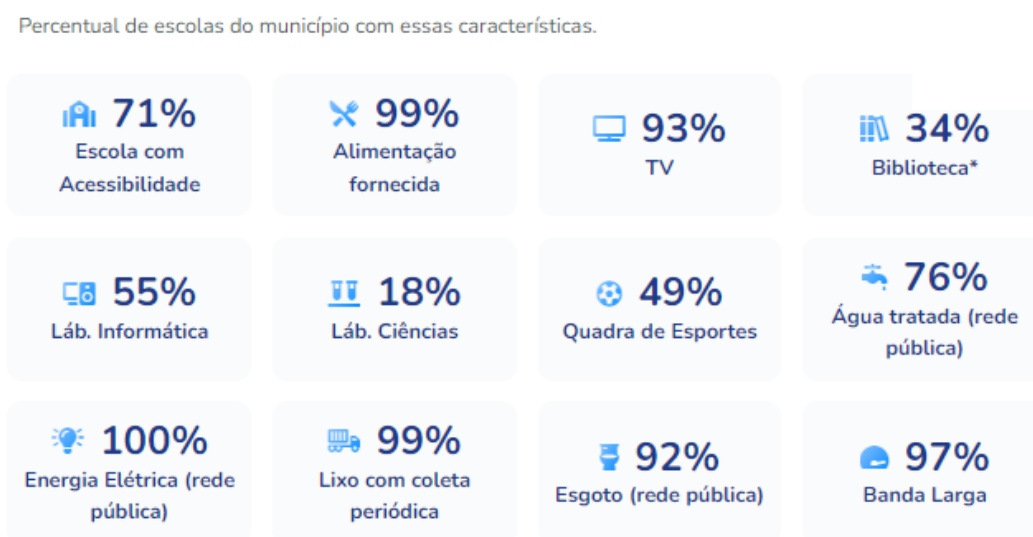 Percentual de escolas do município com essas características.
71%
Escola com
Acessibilidade
99%
Alimentação
fornecida
93%
TV
34%
Biblioteca*
55%
Láb. Informática
18%
Láb. Ciências
49%
Quadra de Esportes
76%
Água tratada (rede
pública)
100%
Energia Elétrica (rede
pública)
99%
Lixo com coleta
periódica
92%
Esgoto (rede pública)
97%
Banda Larga